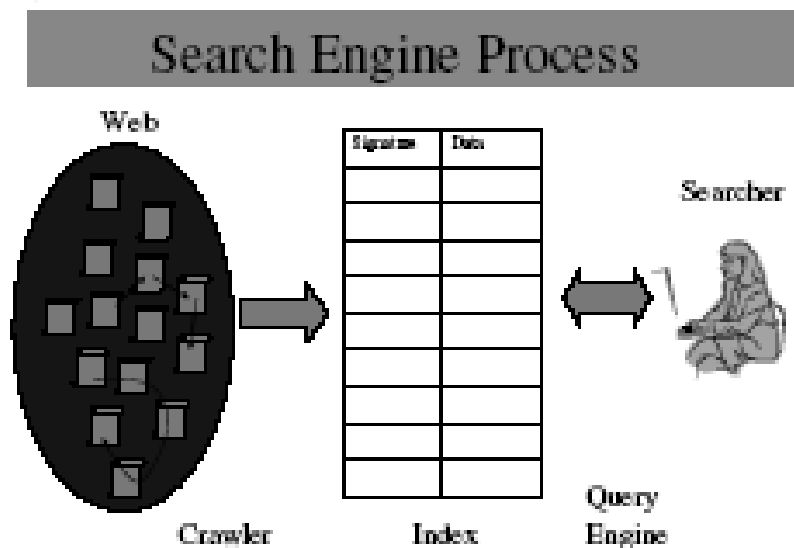 Search Engine Process
Web
Signature Data
Searcher
Crawler
Index
Query
Engine